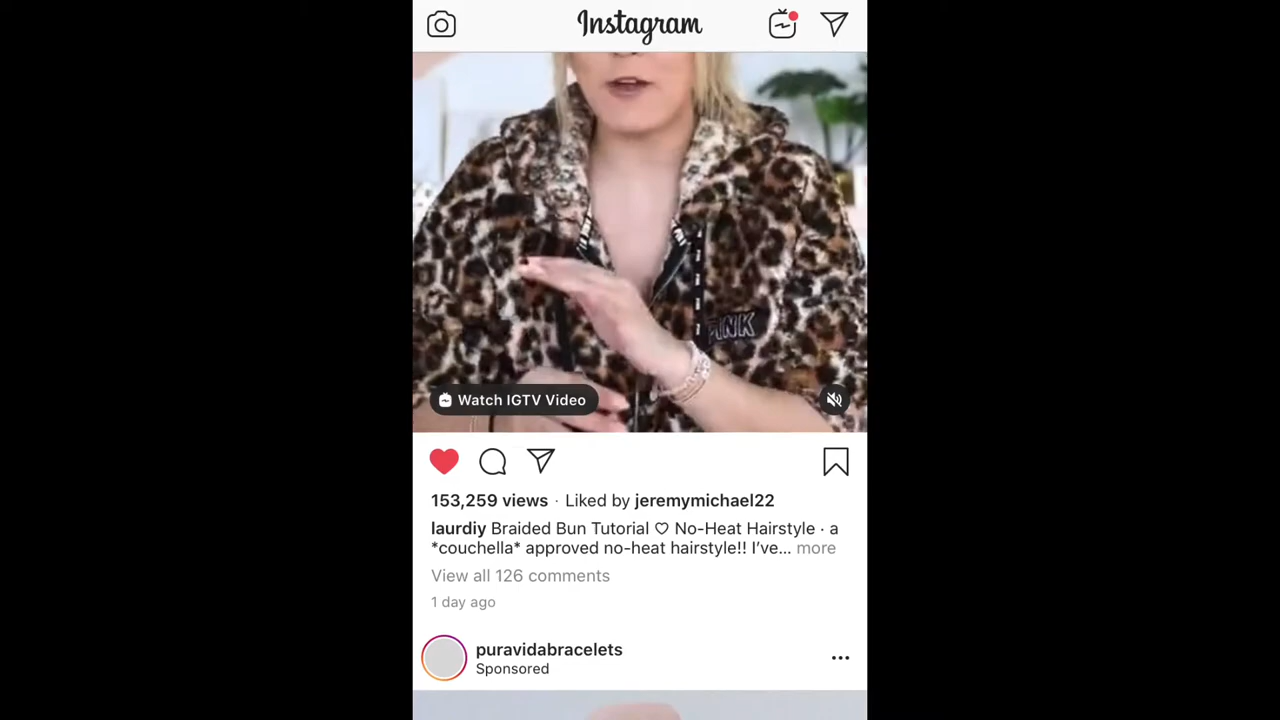 Instagram
PINK
Watch IGTV Video
153,259 views · Liked by jeremymichael22
laurdiy Braided Bun Tutorial ♡ No-Heat Hairstyle · a
*couchella* approved no-heat hairstyle!! I’ve... more
View all 126 comments
1 day ago
puravidabracelets
Sponsored